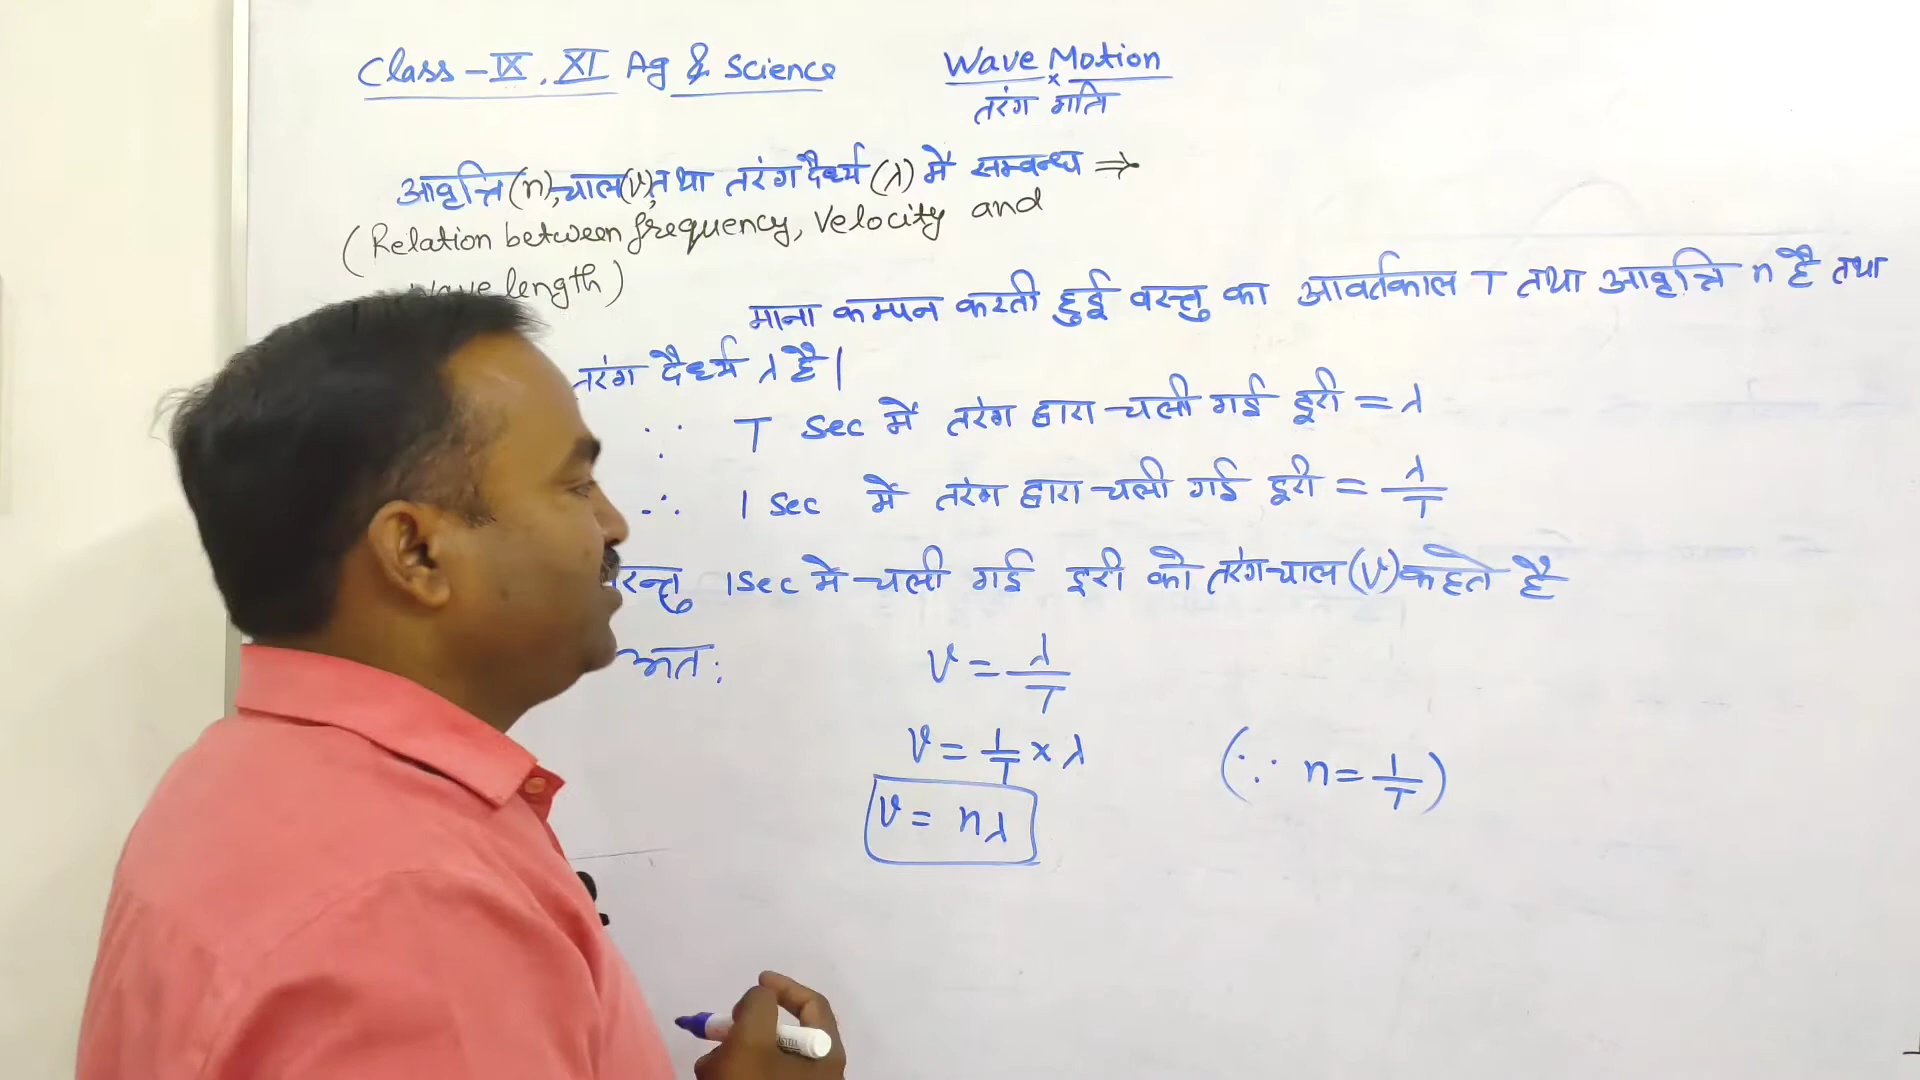 Class - IX, XI Ag & Science
Wave Motion
तरंग गति
आवृत्ति (n), चाल (v), तथा तरंग दैर्ध्य (λ) में सम्बन्ध ⇒
(Relation between frequency, Velocity and
wave length)
माना कम्पन करती हुई वस्तु का आवर्तकाल T तथा आवृत्ति n है तथा
तरंग दैर्ध्य λ है।
∵ T Sec में तरंग द्वारा चली गई दूरी = λ
∴ 1 Sec में तरंग द्वारा चली गई दूरी = λ/T
परन्तु 1 Sec मे चली गई दूरी को तरंग चाल (v) कहते है
अतः v = λ/T
v = 1/T × λ (∵ n = 1/T)
v = nλ